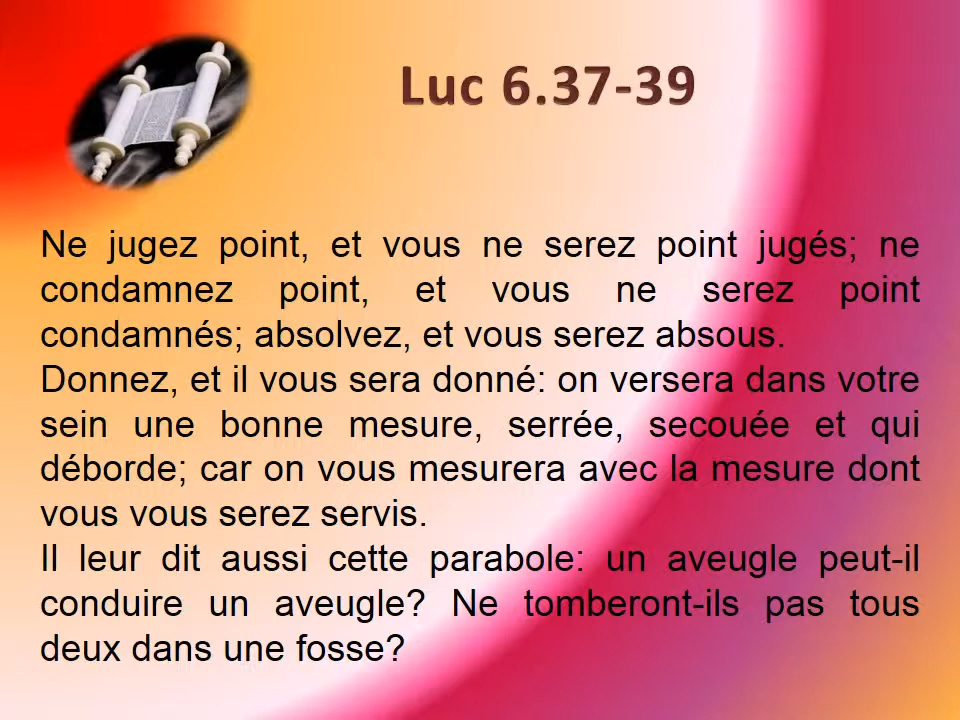 Luc 6.37-39
Ne jugez point, et vous ne serez point jugés; ne
condamnez point, et vous ne serez point
condamnés; absolvez, et vous serez absous.
Donnez, et il vous sera donné: on versera dans votre
sein une bonne mesure, serrée, secouée et qui
déborde; car on vous mesurera avec la mesure dont
vous vous serez servis.
Il leur dit aussi cette parabole: un aveugle peut-il
conduire un aveugle? Ne tomberont-ils pas tous
deux dans une fosse?